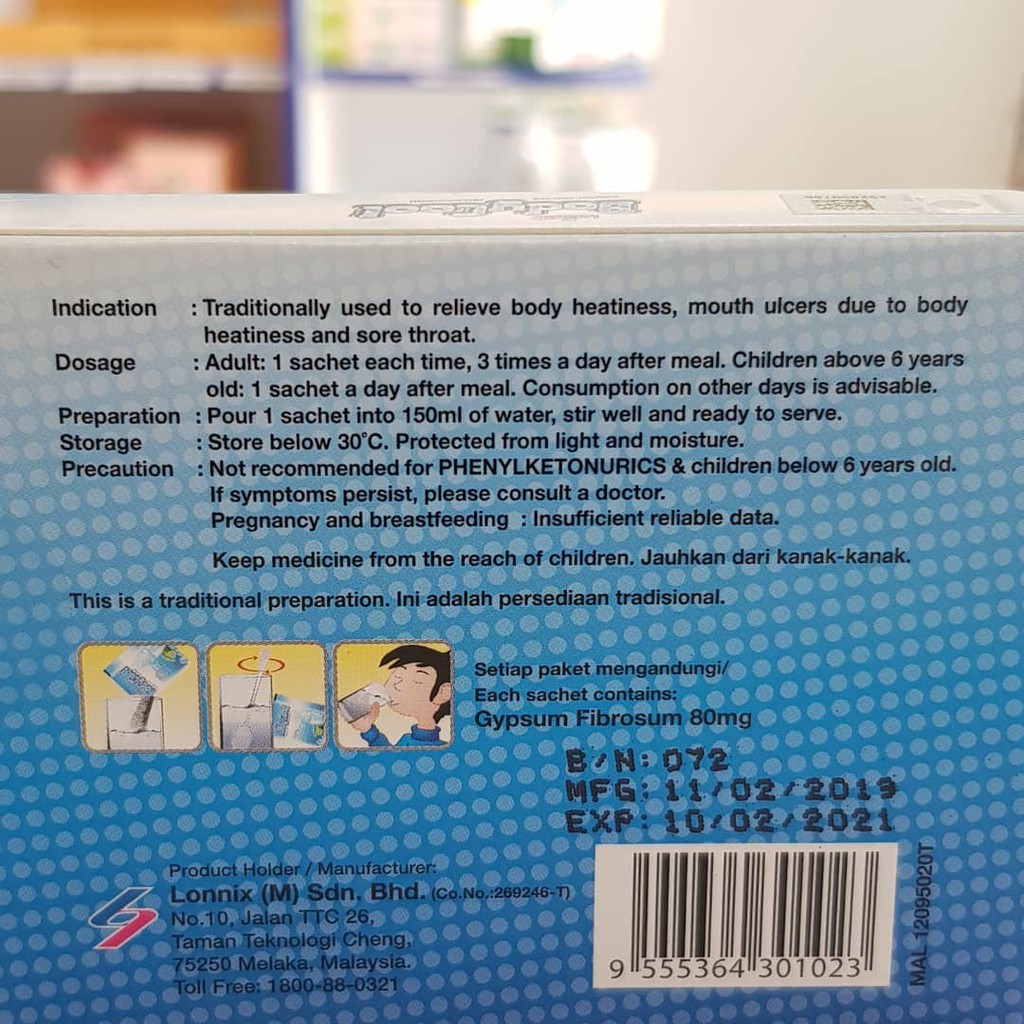 Indication : Traditionally used to relieve body heatiness, mouth ulcers due to body
heatiness and sore throat.
Dosage : Adult: 1 sachet each time, 3 times a day after meal. Children above 6 years
old: 1 sachet a day after meal. Consumption on other days is advisable.
Preparation : Pour 1 sachet into 150ml of water, stir well and ready to serve.
Storage : Store below 30°C. Protected from light and moisture.
Precaution : Not recommended for PHENYLKETONURICS & children below 6 years old.
If symptoms persist, please consult a doctor.
Pregnancy and breastfeeding : Insufficient reliable data.
Keep medicine from the reach of children. Jauhkan dari kanak-kanak.
This is a traditional preparation. Ini adalah persediaan tradisional.
Setiap paket mengandungi/
Each sachet contains:
Gypsum Fibrosum 80mg
B/N: 072
MFG: 11/02/2019
EXP: 10/02/2021
Product Holder / Manufacturer:
Lonnix (M) Sdn. Bhd. (Co.No.:269246-T)
No.10, Jalan TTC 26,
Taman Teknologi Cheng,
75250 Melaka, Malaysia.
Toll Free: 1800-88-0321
9 555364 301023
MAL 12095020T